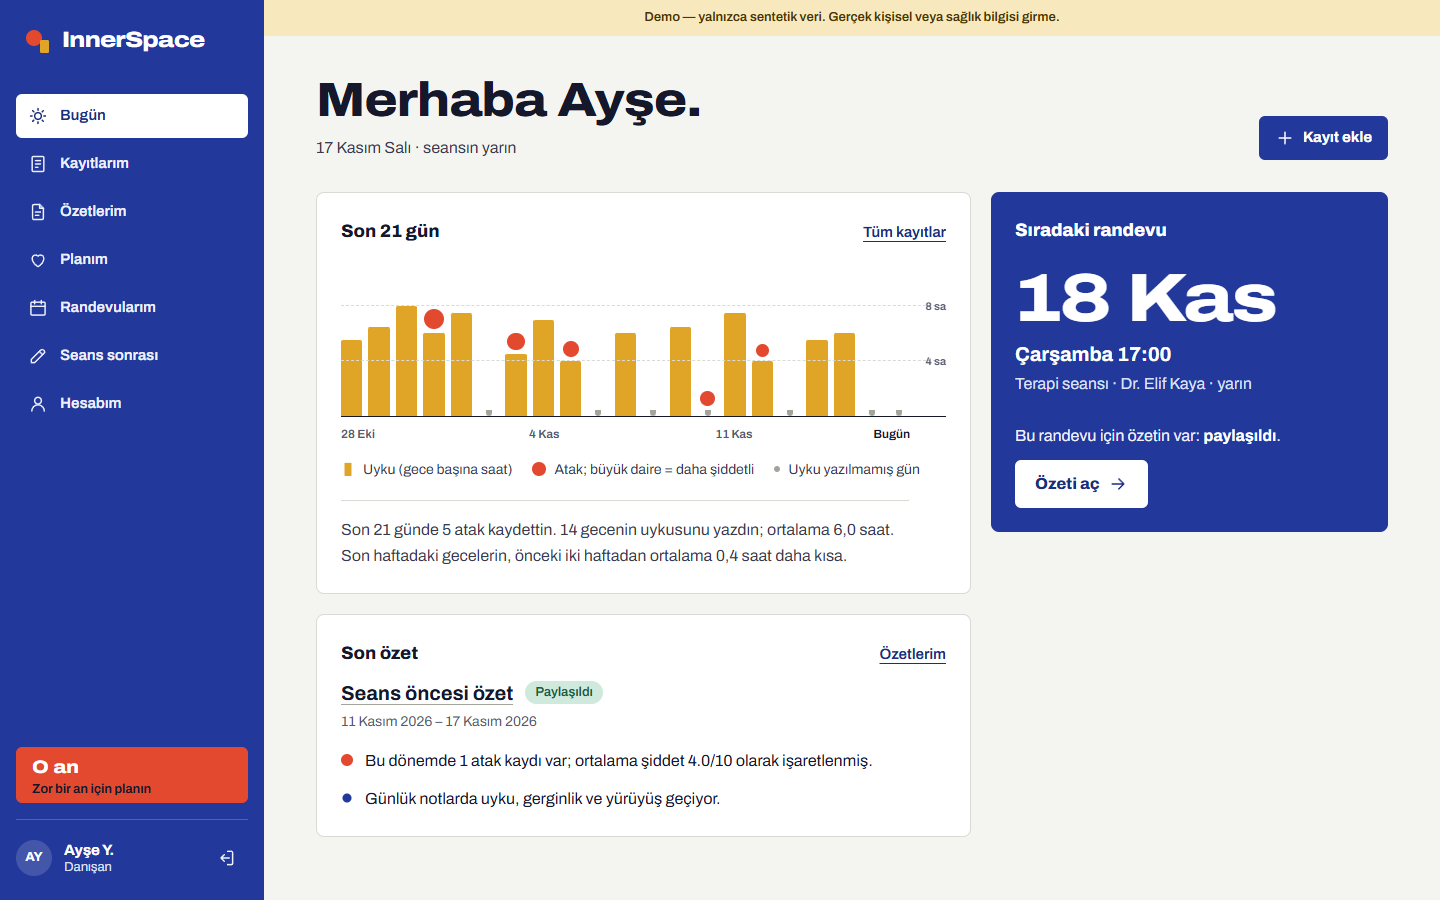 InnerSpace
Bugün
Kayıtlarım
Özetlerim
Planım
Randevularım
Seans sonrası
Hesabım
O an
Zor bir an için planın
AY
Ayşe Y.
Danışan
Demo — yalnızca sentetik veri. Gerçek kişisel veya sağlık bilgisi girme.
Merhaba Ayşe.
17 Kasım Salı · seansın yarın
Kayıt ekle
Son 21 gün
Tüm kayıtlar
8 sa
4 sa
28 Eki
4 Kas
11 Kas
Bugün
Uyku (gece başına saat)
Atak; büyük daire = daha şiddetli
Uyku yazılmamış gün
Son 21 günde 5 atak kaydettin. 14 gecenin uykusunu yazdın; ortalama 6,0 saat.
Son haftadaki gecelerin, önceki iki haftadan ortalama 0,4 saat daha kısa.
Sıradaki randevu
18 Kas
Çarşamba 17:00
Terapi seansı · Dr. Elif Kaya · yarın
Bu randevu için özetin var: paylaşıldı.
Özeti aç
Son özet
Özetlerim
Seans öncesi özet
Paylaşıldı
11 Kasım 2026 – 17 Kasım 2026
Bu dönemde 1 atak kaydı var; ortalama şiddet 4.0/10 olarak işaretlenmiş.
Günlük notlarda uyku, gerginlik ve yürüyüş geçiyor.